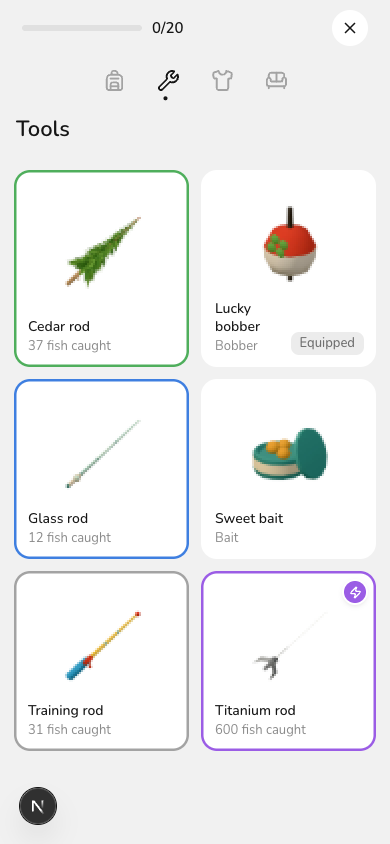 0/20
Tools
Cedar rod
37 fish caught
Lucky
bobber
Bobber
Equipped
Glass rod
12 fish caught
Sweet bait
Bait
Training rod
31 fish caught
Titanium rod
600 fish caught
N